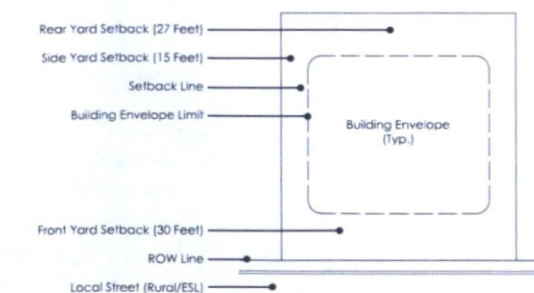 Rear Yard Setback (27 Feet)
Side Yard Setback (15 Feet)
Setback Line
Building Envelope Limit
Building Envelope
(Typ.)
Front Yard Setback (30 Feet)
ROW Line
Local Street (Rural/ESL)